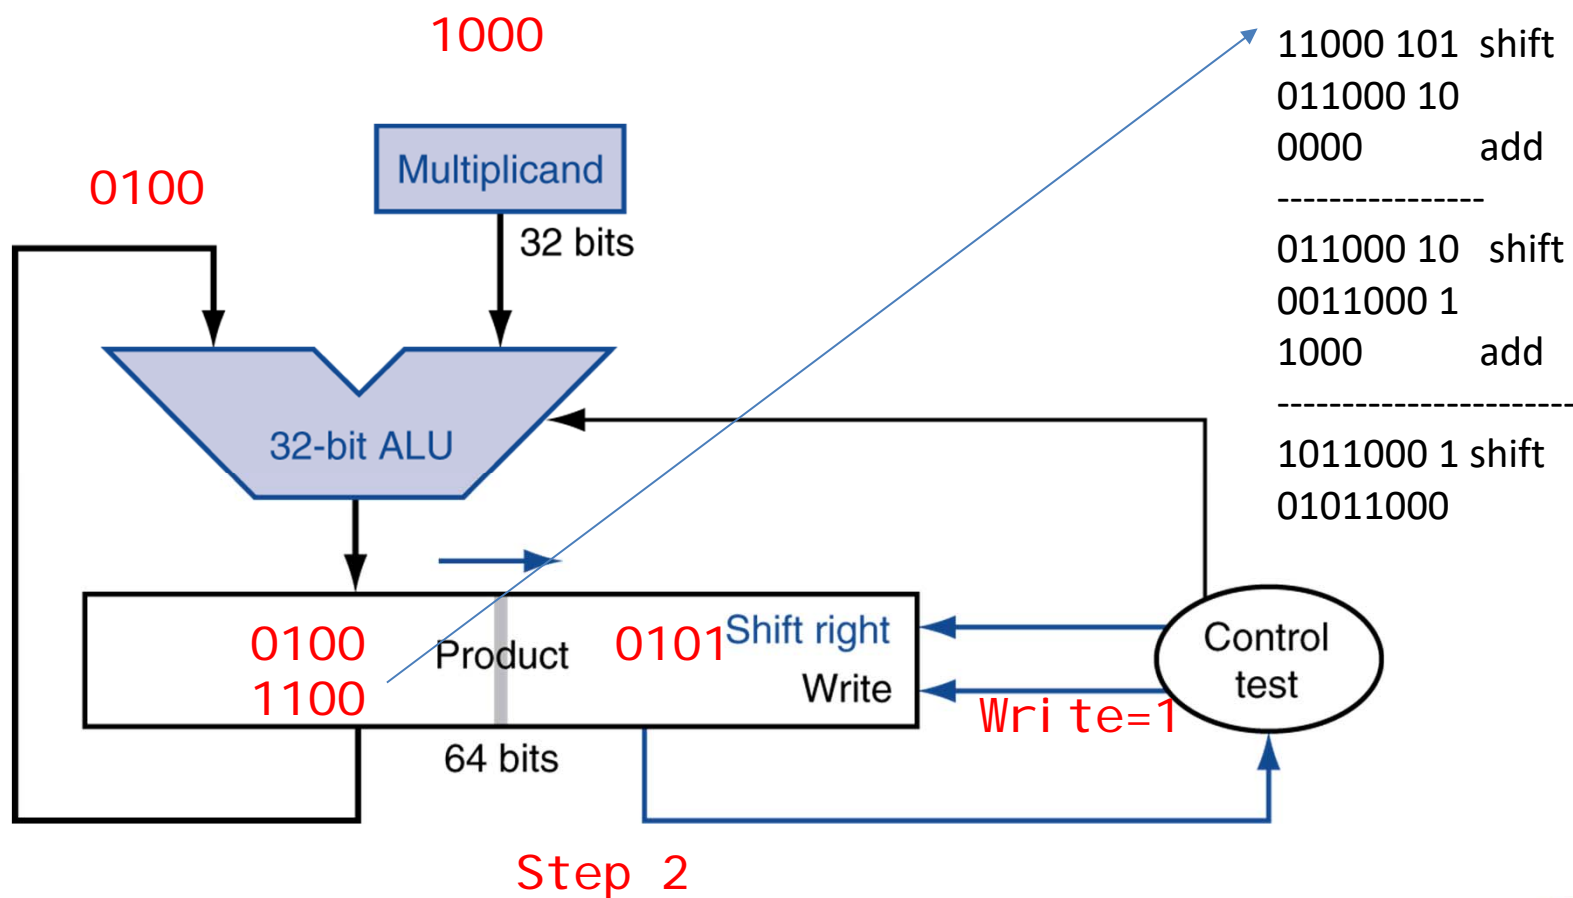 1000
Multiplicand
0100
32 bits
32-bit ALU
0100
1100
Product
0101
Shift right
Write
Write=1
Control
test
64 bits
Step 2
11000 101 shift
011000 10
0000 add
----------------
011000 10 shift
0011000 1
1000 add
-----------------------
1011000 1 shift
01011000